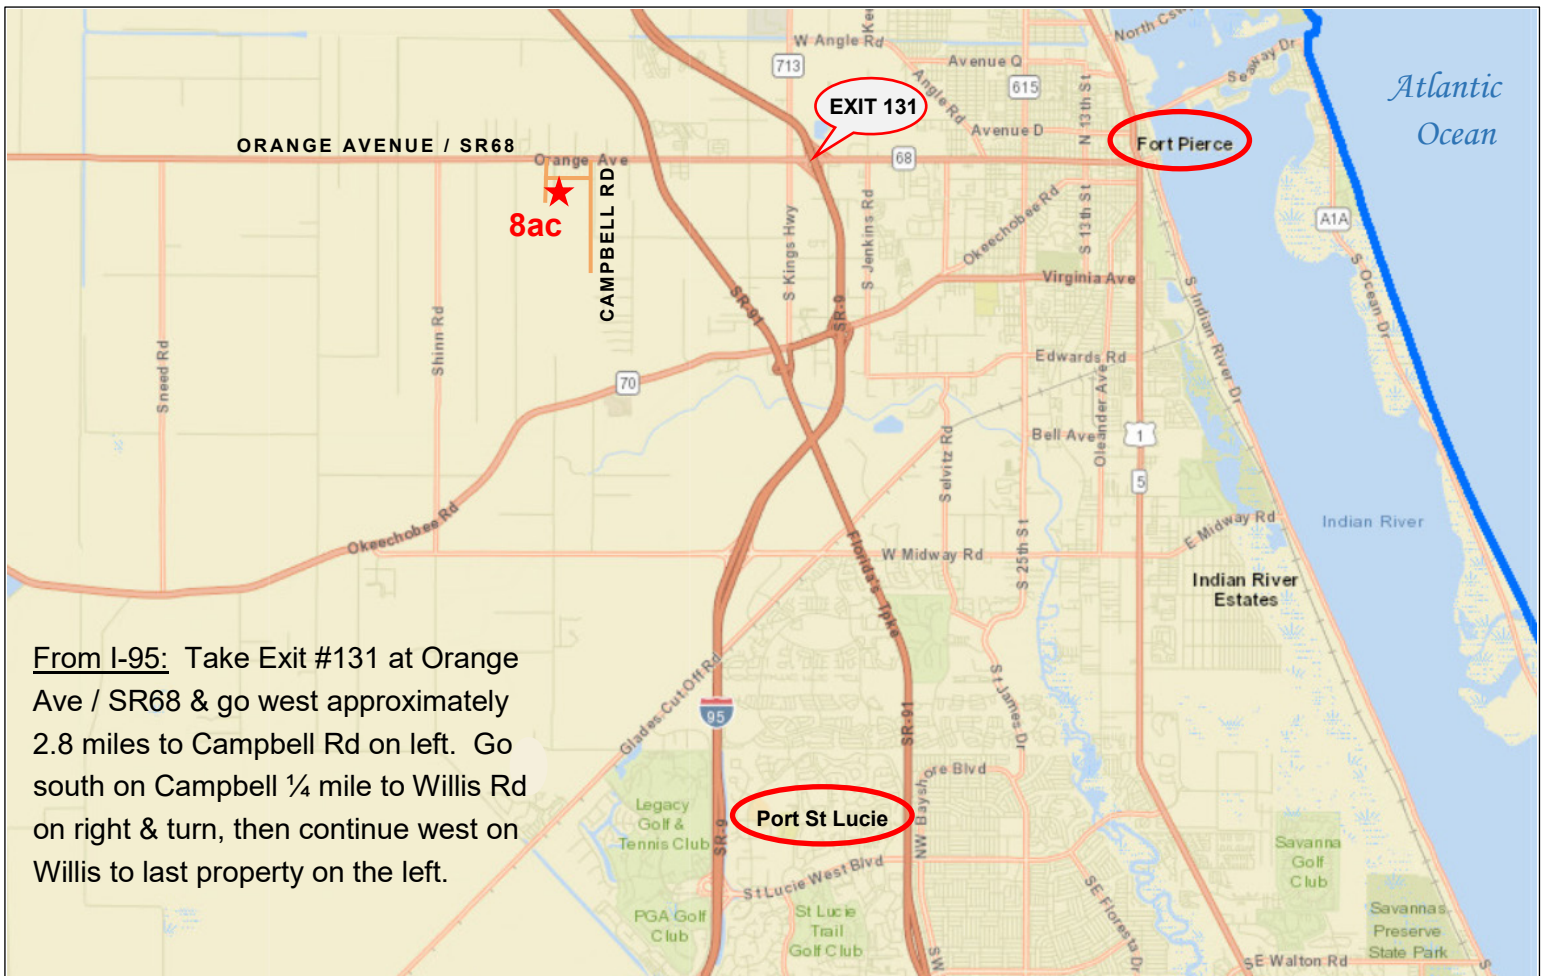 North Csw
W Angle Rd
Kee
713
Avenue Q
Seaway Dr
Atlantic
Ocean
615
Angle Rd
N 13th St
EXIT 131
Avenue D
Fort Pierce
ORANGE AVENUE / SR68
Orange Ave
68
8ac
CAMPBELL RD
S Kings Hwy
S Jenkins Rd
Okeechobee Rd
S 13th St
A1A
Virginia Ave
S Indian River Dr
S Ocean Dr
SR-91
SR-9
Sneed Rd
Shinn Rd
70
Edwards Rd
Oleander Ave
Bell Ave
1
5
Selvitz Rd
Okeechobee Rd
Florida's Tpke
W Midway Rd
S 25th St
E Midway Rd
Indian River
Indian River
Estates
From I-95: Take Exit #131 at Orange
Ave / SR68 & go west approximately
2.8 miles to Campbell Rd on left. Go
south on Campbell ¼ mile to Willis Rd
on right & turn, then continue west on
Willis to last property on the left.
Glades Cut Off Rd
95
SR-91
St James Dr
NW Bayshore Blvd
Legacy
Golf &
Tennis Club
SR-9
Port St Lucie
St Lucie West Blvd
Savanna
Golf
Club
PGA Golf
Club
St Lucie
Trail
Golf Club
SE Floresta Dr
Savannas
Preserve
State Park
SW
SE Walton Rd
S